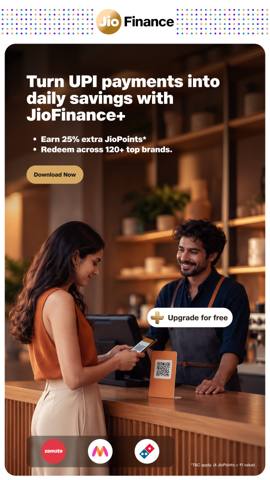 Jio Finance
Turn UPI payments into
daily savings with
JioFinance+
• Earn 25% extra JioPoints*
• Redeem across 120+ top brands.
Download Now
Upgrade for free
zomato